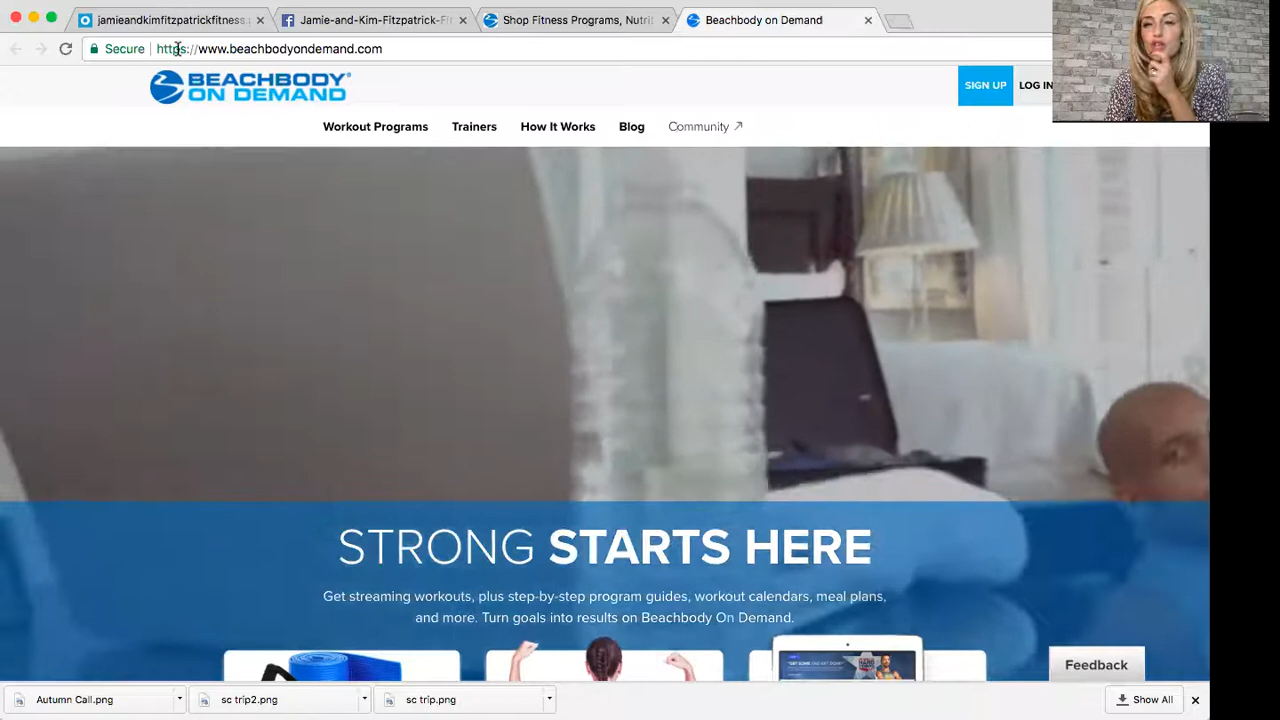 jamieandkimfitzpatrickfitness.
Jamie-and-Kim-Fitzpatrick-Fi
Shop Fitness Programs, Nutrit
Beachbody on Demand
Secure
https://www.beachbodyondemand.com
BEACHBODY
ON DEMAND
SIGN UP
LOG IN
Workout Programs
Trainers
How It Works
Blog
Community
STRONG STARTS HERE
Get streaming workouts, plus step-by-step program guides, workout calendars, meal plans,
and more. Turn goals into results on Beachbody On Demand.
Feedback
Autumn Call.png
sc trip2.png
sc trip.png
Show All